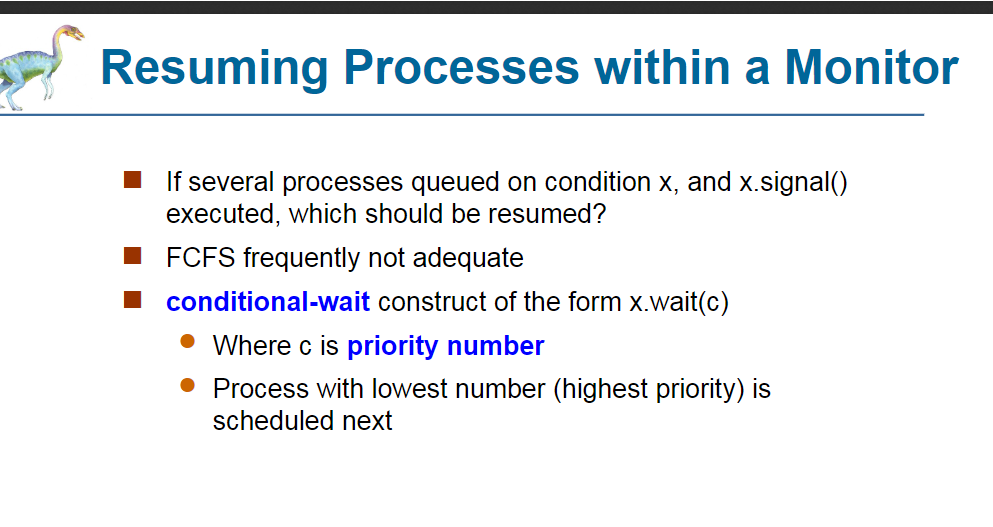 Resuming Processes within a Monitor
If several processes queued on condition x, and x.signal()
executed, which should be resumed?
FCFS frequently not adequate
conditional-wait construct of the form x.wait(c)
Where c is priority number
Process with lowest number (highest priority) is
scheduled next